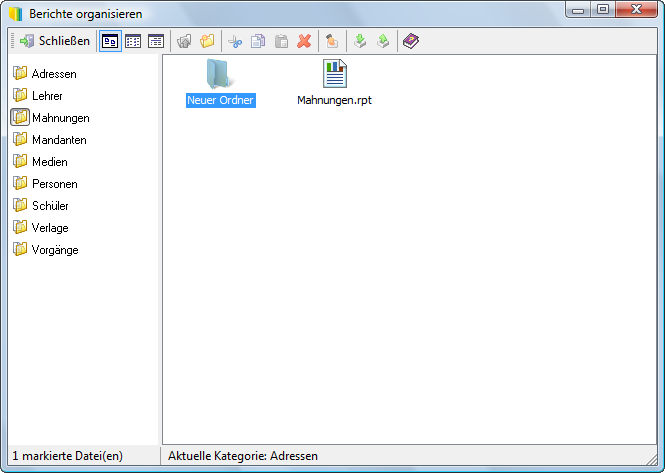 Berichte organisieren
Schließen
Adressen
Lehrer
Mahnungen
Mandanten
Medien
Personen
Schüler
Verlage
Vorgänge
Neuer Ordner
Mahnungen.rpt
1 markierte Datei(en)
Aktuelle Kategorie: Adressen